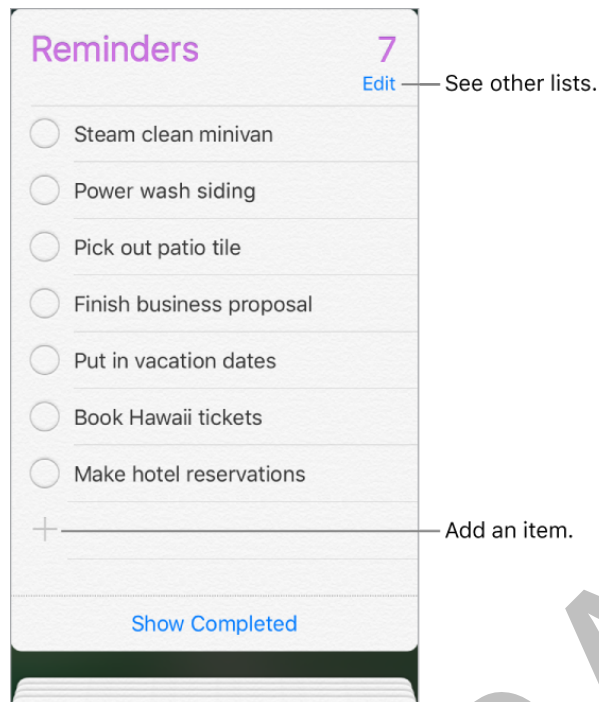 Reminders 7
Edit
See other lists.
Steam clean minivan
Power wash siding
Pick out patio tile
Finish business proposal
Put in vacation dates
Book Hawaii tickets
Make hotel reservations
Add an item.
Show Completed